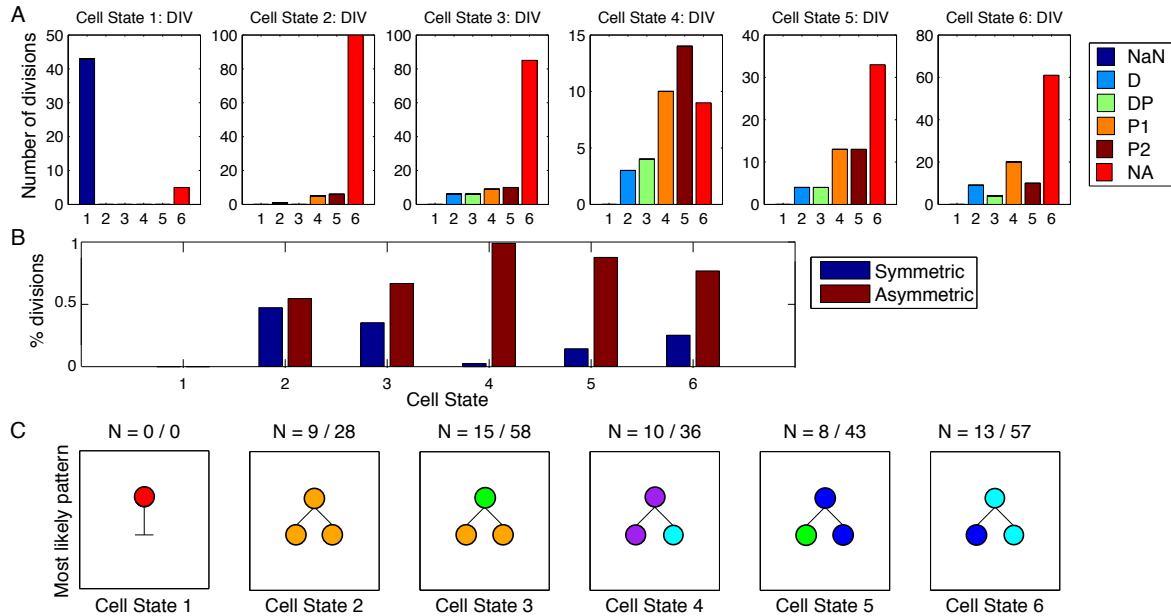 A
Cell State 1: DIV
Cell State 2: DIV
Cell State 3: DIV
Cell State 4: DIV
Cell State 5: DIV
Cell State 6: DIV
Number of divisions
50
40
30
20
10
0
1 2 3 4 5 6
100
80
60
40
20
0
1 2 3 4 5 6
100
80
60
40
20
0
1 2 3 4 5 6
15
10
5
0
1 2 3 4 5 6
40
30
20
10
0
1 2 3 4 5 6
80
60
40
20
0
1 2 3 4 5 6
NaN
D
DP
P1
P2
NA
B
% divisions
1
0.5
0
1 2 3 4 5 6
Cell State
Symmetric
Asymmetric
C
Most likely pattern
N = 0 / 0
N = 9 / 28
N = 15 / 58
N = 10 / 36
N = 8 / 43
N = 13 / 57
Cell State 1
Cell State 2
Cell State 3
Cell State 4
Cell State 5
Cell State 6